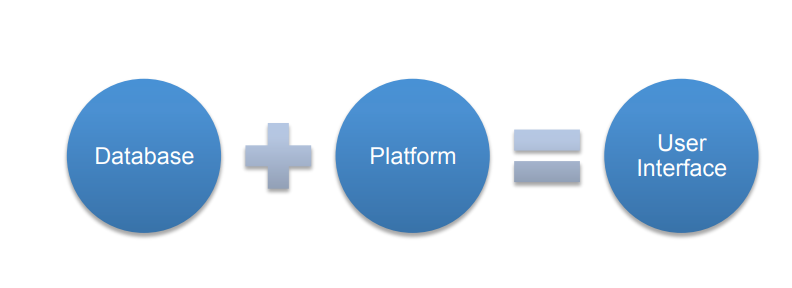 Database
Platform
User
Interface